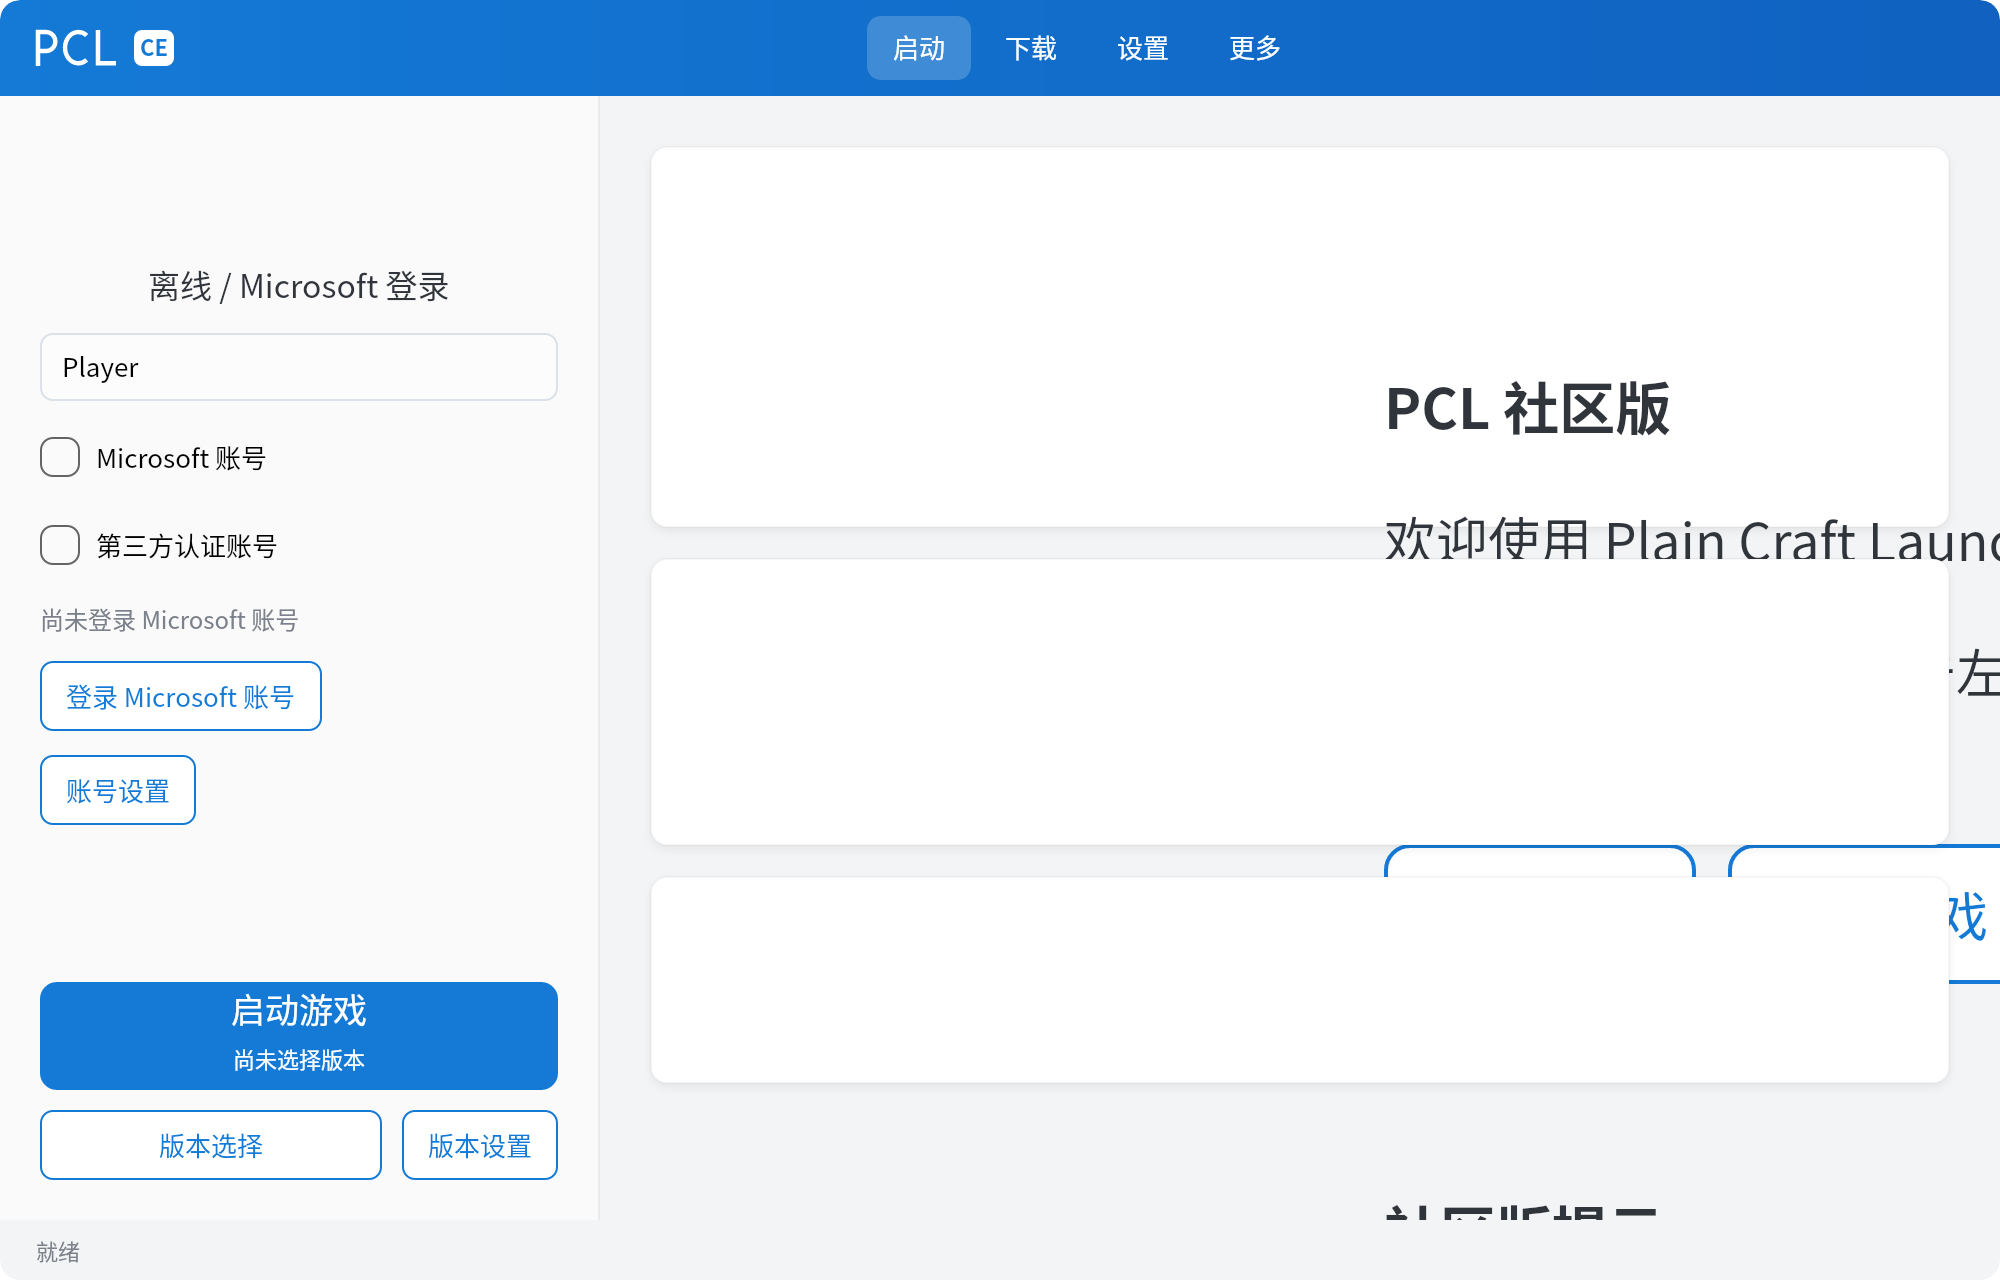 PCL CE
启动 下载 设置 更多
离线 / Microsoft 登录
Player
Microsoft 账号
第三方认证账号
尚未登录 Microsoft 账号
登录 Microsoft 账号
账号设置
启动游戏
尚未选择版本
版本选择 版本设置
就绪
PCL 社区版
欢迎使用 Plain Craft Launc
左
戏